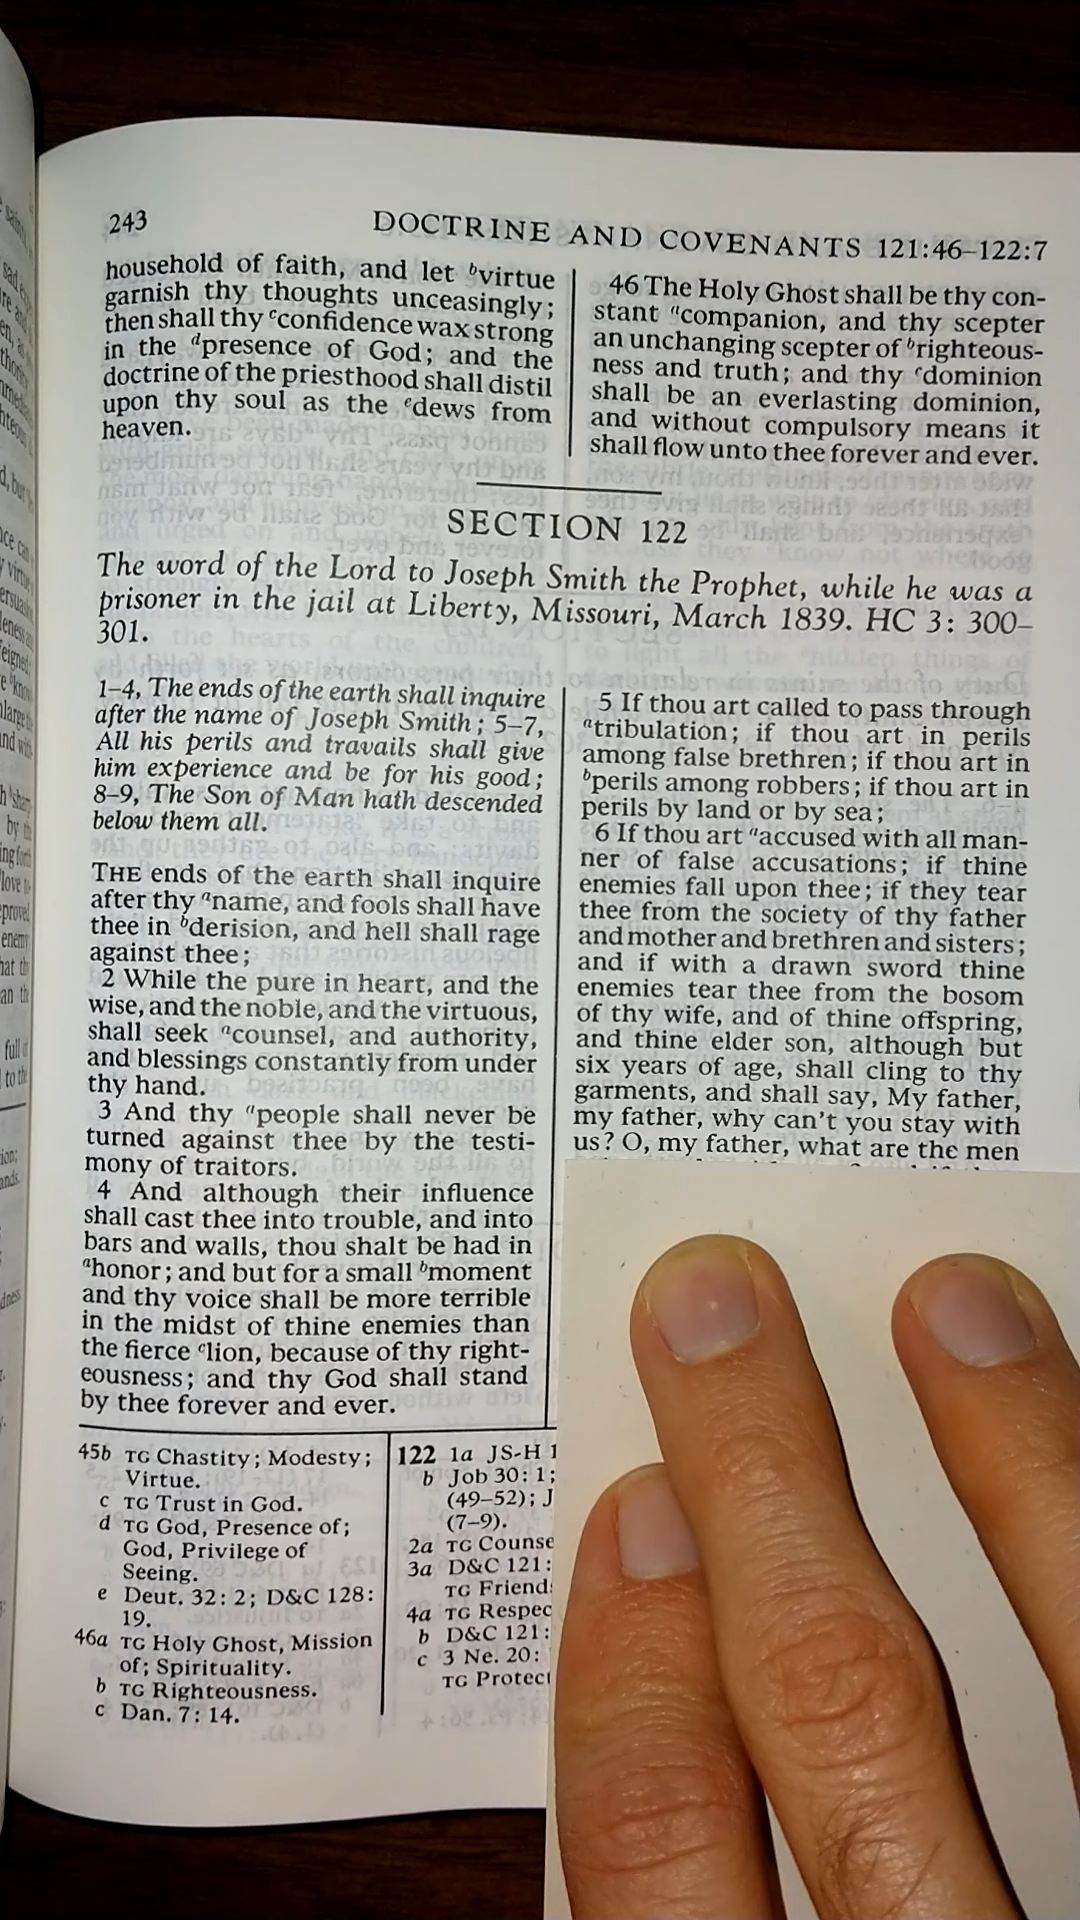 243
DOCTRINE AND COVENANTS 121:46–122:7
household of faith, and let ᵇvirtue
garnish thy thoughts unceasingly;
then shall thy ᶜconfidence wax strong
in the ᵈpresence of God; and the
doctrine of the priesthood shall distil
upon thy soul as the ᵉdews from
heaven.
46 The Holy Ghost shall be thy con-
stant ᵃcompanion, and thy scepter
an unchanging scepter of ᵇrighteous-
ness and truth; and thy ᶜdominion
shall be an everlasting dominion,
and without compulsory means it
shall flow unto thee forever and ever.
SECTION 122
The word of the Lord to Joseph Smith the Prophet, while he was a
prisoner in the jail at Liberty, Missouri, March 1839. HC 3: 300–
301.
1–4, The ends of the earth shall inquire
after the name of Joseph Smith; 5–7,
All his perils and travails shall give
him experience and be for his good;
8–9, The Son of Man hath descended
below them all.
THE ends of the earth shall inquire
after thy ᵃname, and fools shall have
thee in ᵇderision, and hell shall rage
against thee;
2 While the pure in heart, and the
wise, and the noble, and the virtuous,
shall seek ᵃcounsel, and authority,
and blessings constantly from under
thy hand.
3 And thy ᵃpeople shall never be
turned against thee by the testi-
mony of traitors.
4 And although their influence
shall cast thee into trouble, and into
bars and walls, thou shalt be had in
ᵃhonor; and but for a small ᵇmoment
and thy voice shall be more terrible
in the midst of thine enemies than
the fierce ᶜlion, because of thy right-
eousness; and thy God shall stand
by thee forever and ever.
5 If thou art called to pass through
ᵃtribulation; if thou art in perils
among false brethren; if thou art in
ᵇperils among robbers; if thou art in
perils by land or by sea;
6 If thou art ᵃaccused with all man-
ner of false accusations; if thine
enemies fall upon thee; if they tear
thee from the society of thy father
and mother and brethren and sisters;
and if with a drawn sword thine
enemies tear thee from the bosom
of thy wife, and of thine offspring,
and thine elder son, although but
six years of age, shall cling to thy
garments, and shall say, My father,
my father, why can't you stay with
us? O, my father, what are the men
45b TG Chastity; Modesty;
Virtue.
c TG Trust in God.
d TG God, Presence of;
God, Privilege of
Seeing.
e Deut. 32: 2; D&C 128:
19.
46a TG Holy Ghost, Mission
of; Spirituality.
b TG Righteousness.
c Dan. 7: 14.
122 1a JS-H 1
b Job 30: 1;
(49–52); J
(7–9).
2a TG Counse
3a D&C 121:
TG Friend
4a TG Respec
b D&C 121:
c 3 Ne. 20:
TG Protect